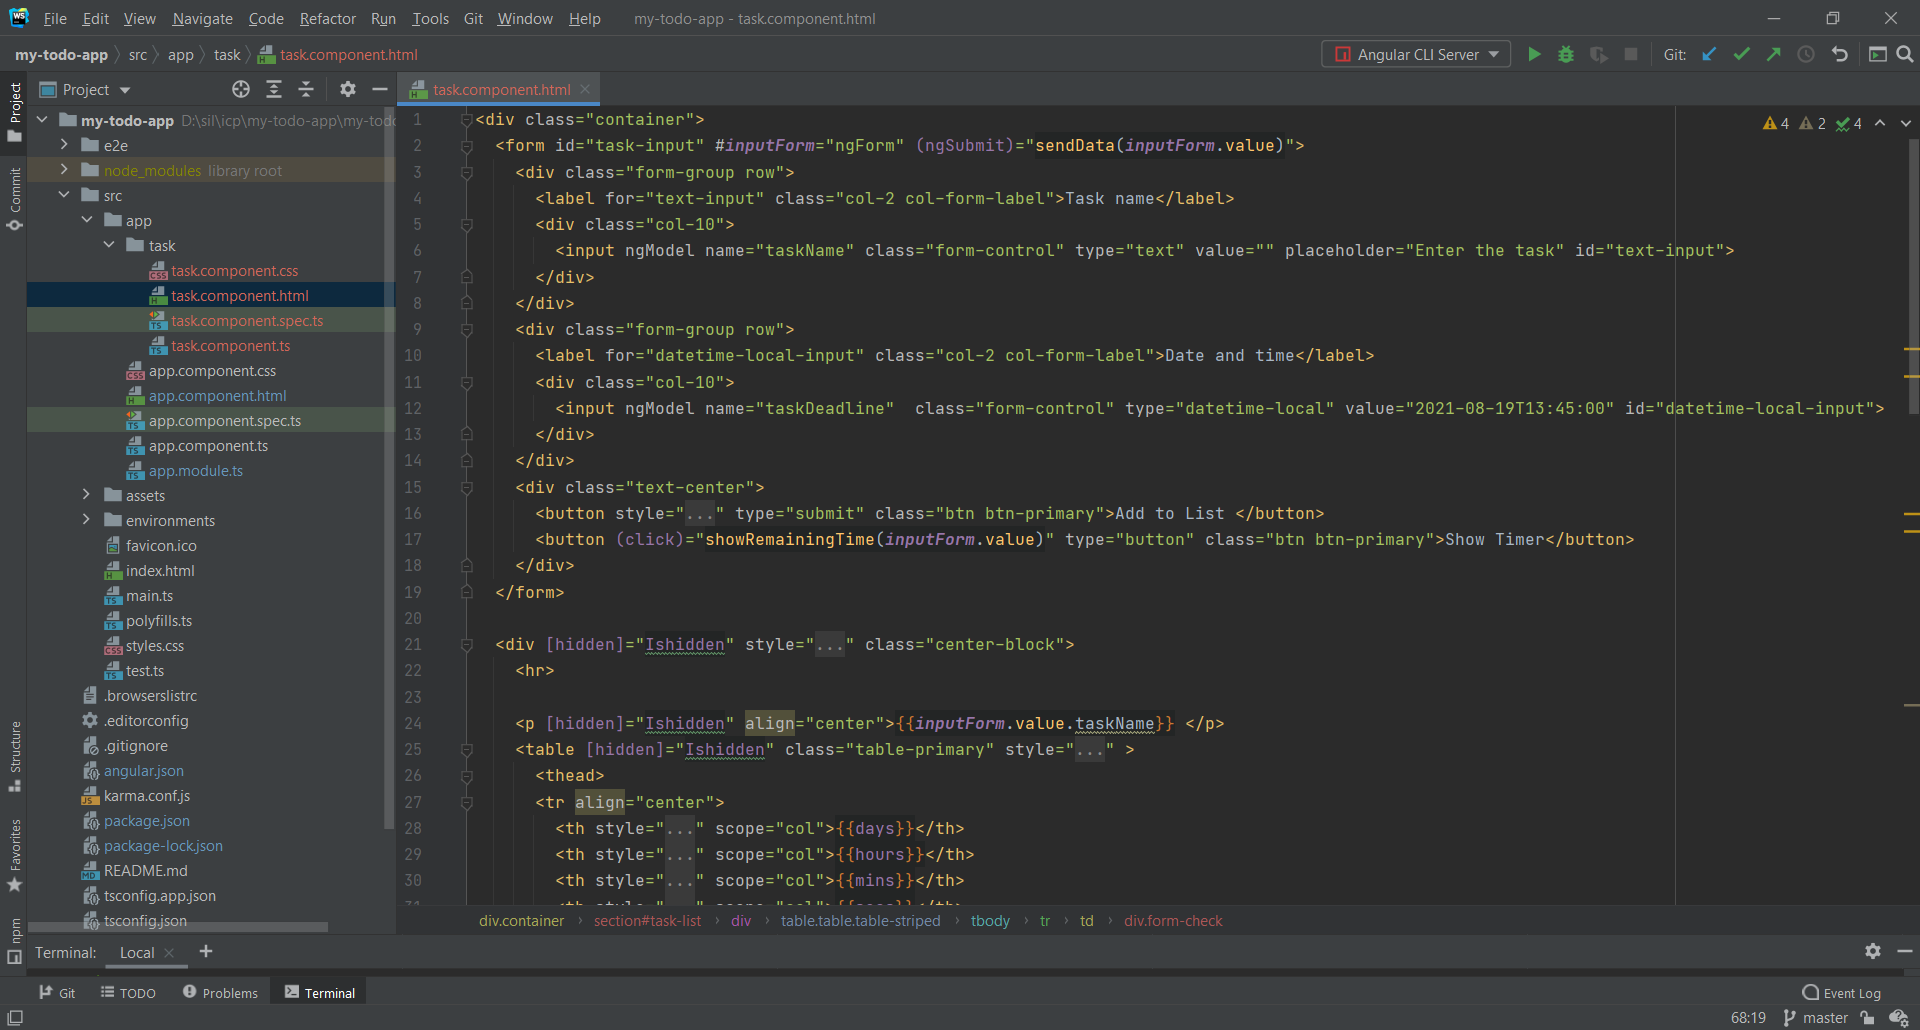 File Edit View Navigate Code Refactor Run Tools Git Window Help my-todo-app - task.component.html
my-todo-app src app task task.component.html Angular CLI Server Git:
Project task.component.html
Project
Commit
Structure
Favorites
npm
my-todo-app D:\sil\icp\my-todo-app\my-todo
e2e
node_modules library root
src
app
task
task.component.css
task.component.html
task.component.spec.ts
task.component.ts
app.component.css
app.component.html
app.component.spec.ts
app.component.ts
app.module.ts
assets
environments
favicon.ico
index.html
main.ts
polyfills.ts
styles.css
test.ts
.browserslistrc
.editorconfig
.gitignore
angular.json
karma.conf.js
package.json
package-lock.json
README.md
tsconfig.app.json
tsconfig.json
4 2 4
1 <div class="container">
2 <form id="task-input" #inputForm="ngForm" (ngSubmit)="sendData(inputForm.value)">
3 <div class="form-group row">
4 <label for="text-input" class="col-2 col-form-label">Task name</label>
5 <div class="col-10">
6 <input ngModel name="taskName" class="form-control" type="text" value="" placeholder="Enter the task" id="text-input">
7 </div>
8 </div>
9 <div class="form-group row">
10 <label for="datetime-local-input" class="col-2 col-form-label">Date and time</label>
11 <div class="col-10">
12 <input ngModel name="taskDeadline" class="form-control" type="datetime-local" value="2021-08-19T13:45:00" id="datetime-local-input">
13 </div>
14 </div>
15 <div class="text-center">
16 <button style="..." type="submit" class="btn btn-primary">Add to List </button>
17 <button (click)="showRemainingTime(inputForm.value)" type="button" class="btn btn-primary">Show Timer</button>
18 </div>
19 </form>
20
21 <div [hidden]="Ishidden" style="..." class="center-block">
22 <hr>
23
24 <p [hidden]="Ishidden" align="center">{{inputForm.value.taskName}} </p>
25 <table [hidden]="Ishidden" class="table-primary" style="..." >
26 <thead>
27 <tr align="center">
28 <th style="..." scope="col">{{days}}</th>
29 <th style="..." scope="col">{{hours}}</th>
30 <th style="..." scope="col">{{mins}}</th>
div.container section#task-list div table.table.table-striped tbody tr td div.form-check
Terminal: Local
Git TODO Problems Terminal Event Log
68:19 master